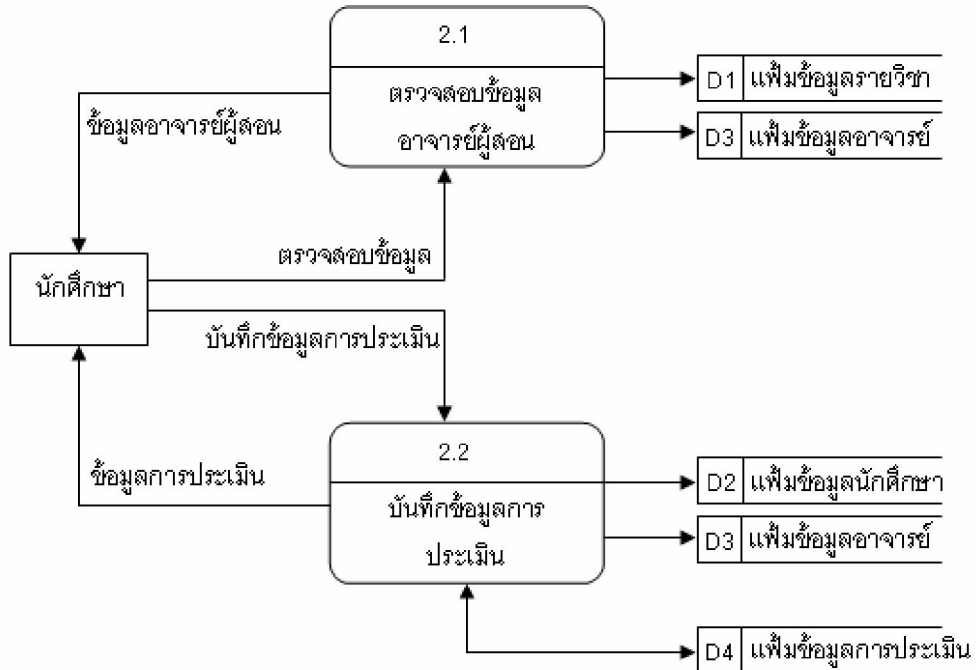 2.1
ตรวจสอบข้อมูล
อาจารย์ผู้สอน
D1 แฟ้มข้อมูลรายวิชา
D3 แฟ้มข้อมูลอาจารย์
ข้อมูลอาจารย์ผู้สอน
ตรวจสอบข้อมูล
นักศึกษา
บันทึกข้อมูลการประเมิน
2.2
บันทึกข้อมูลการ
ประเมิน
ข้อมูลการประเมิน
D2 แฟ้มข้อมูลนักศึกษา
D3 แฟ้มข้อมูลอาจารย์
D4 แฟ้มข้อมูลการประเมิน